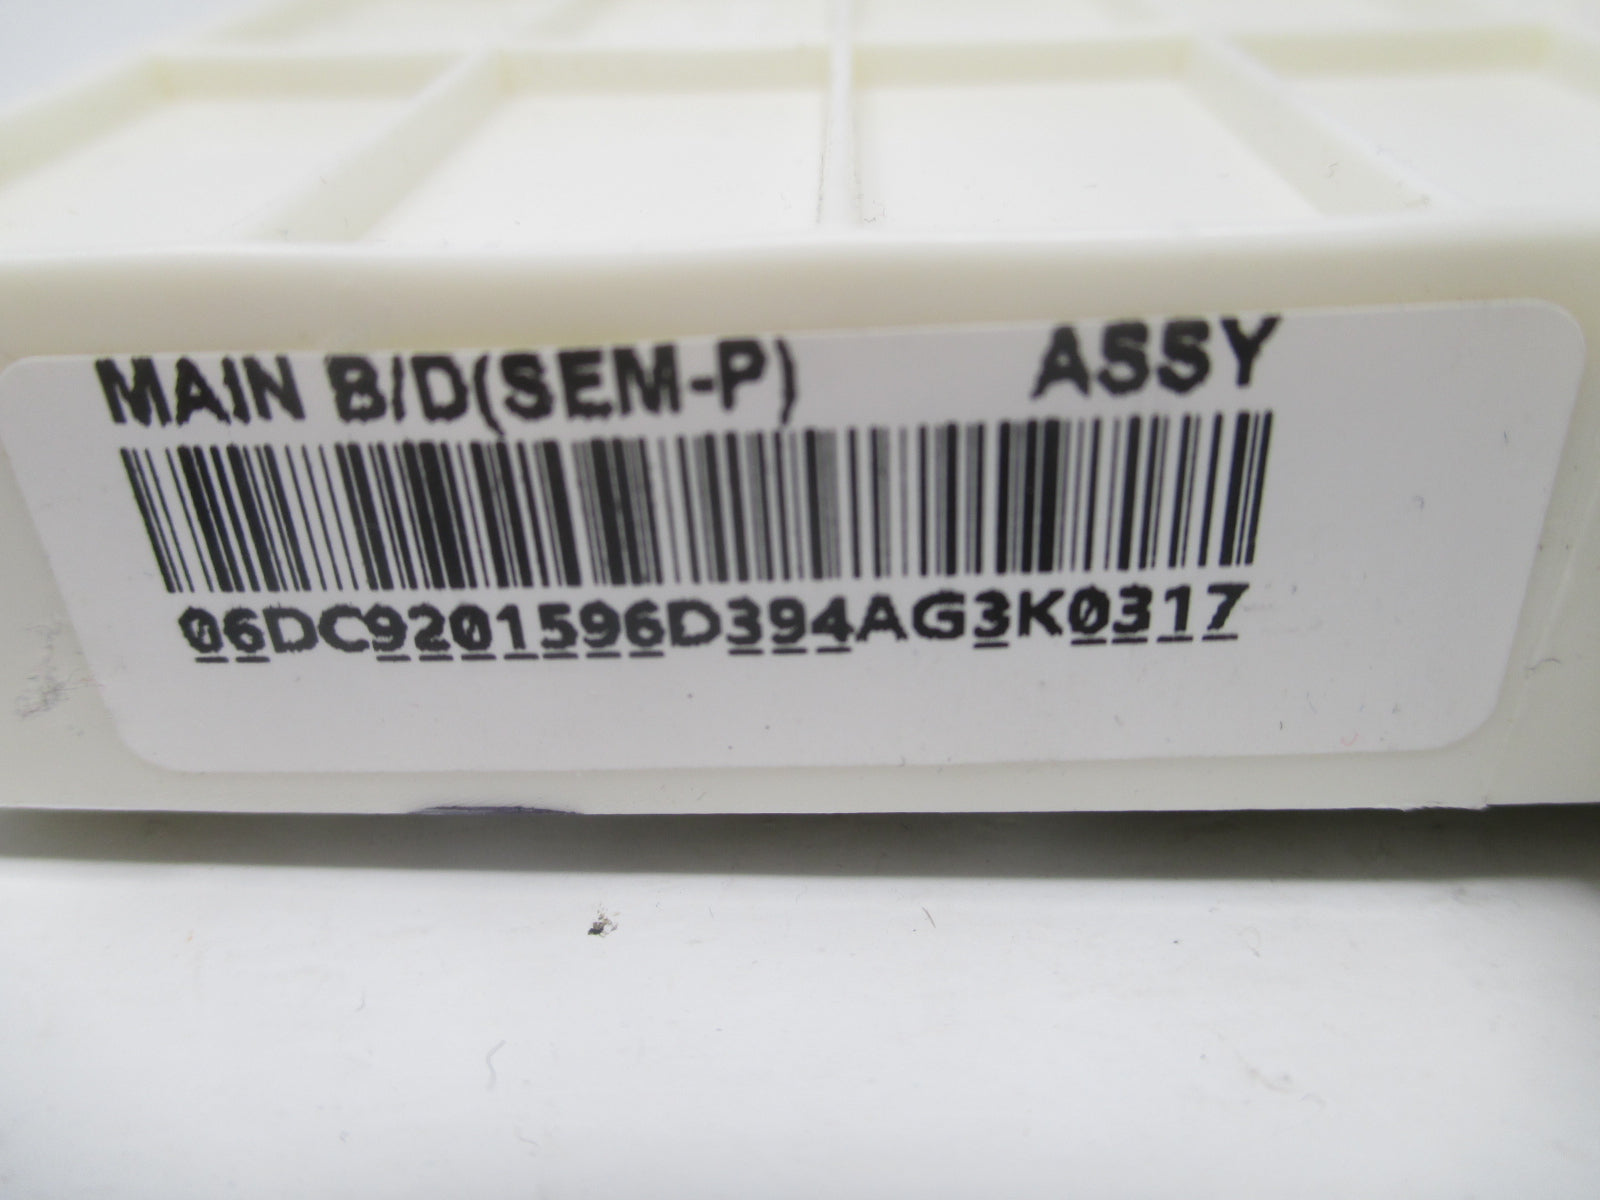 MAIN B/D(SEM-P) ASSY
06DC9201596D394AG3K0317